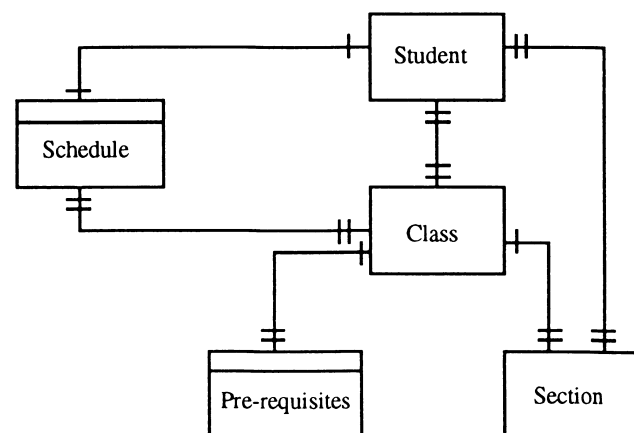 Student
Schedule
Class
Pre-requisites
Section